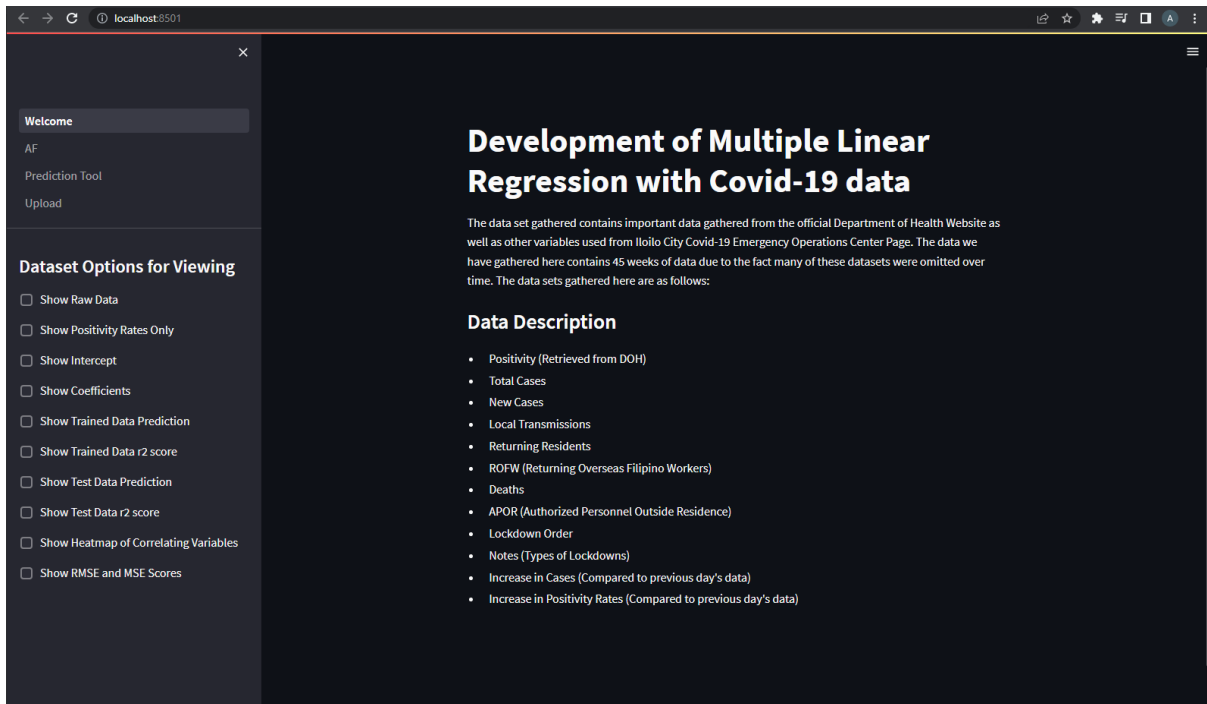 localhost:8501
A
Welcome
AF
Prediction Tool
Upload
Dataset Options for Viewing
Show Raw Data
Show Positivity Rates Only
Show Intercept
Show Coefficients
Show Trained Data Prediction
Show Trained Data r2 score
Show Test Data Prediction
Show Test Data r2 score
Show Heatmap of Correlating Variables
Show RMSE and MSE Scores
Development of Multiple Linear
Regression with Covid-19 data
The data set gathered contains important data gathered from the official Department of Health Website as
well as other variables used from Iloilo City Covid-19 Emergency Operations Center Page. The data we
have gathered here contains 45 weeks of data due to the fact many of these datasets were omitted over
time. The data sets gathered here are as follows:
Data Description
• Positivity (Retrieved from DOH)
• Total Cases
• New Cases
• Local Transmissions
• Returning Residents
• ROFW (Returning Overseas Filipino Workers)
• Deaths
• APOR (Authorized Personnel Outside Residence)
• Lockdown Order
• Notes (Types of Lockdowns)
• Increase in Cases (Compared to previous day's data)
• Increase in Positivity Rates (Compared to previous day's data)